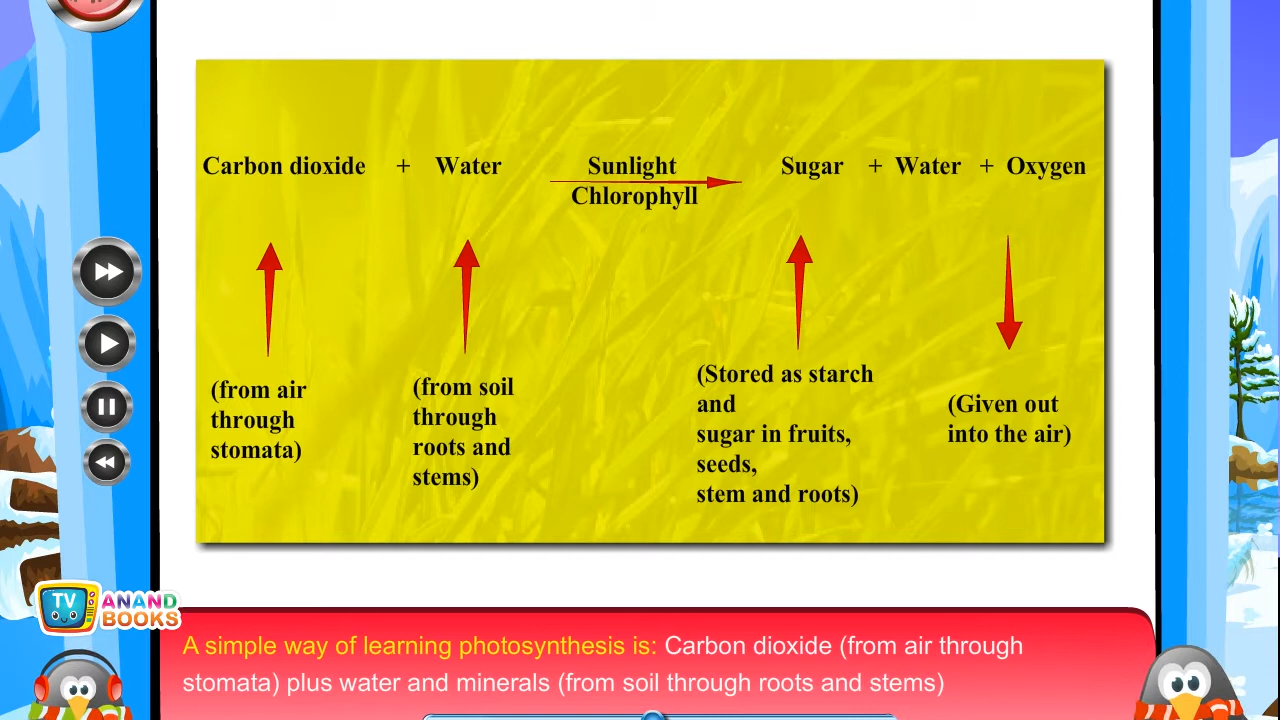 Carbon dioxide + Water Sunlight Sugar + Water + Oxygen
Chlorophyll
(from air
through
stomata)
(from soil
through
roots and
stems)
(Stored as starch
and
sugar in fruits,
seeds,
stem and roots)
(Given out
into the air)
TV ANAND
BOOKS
A simple way of learning photosynthesis is: Carbon dioxide (from air through
stomata) plus water and minerals (from soil through roots and stems)